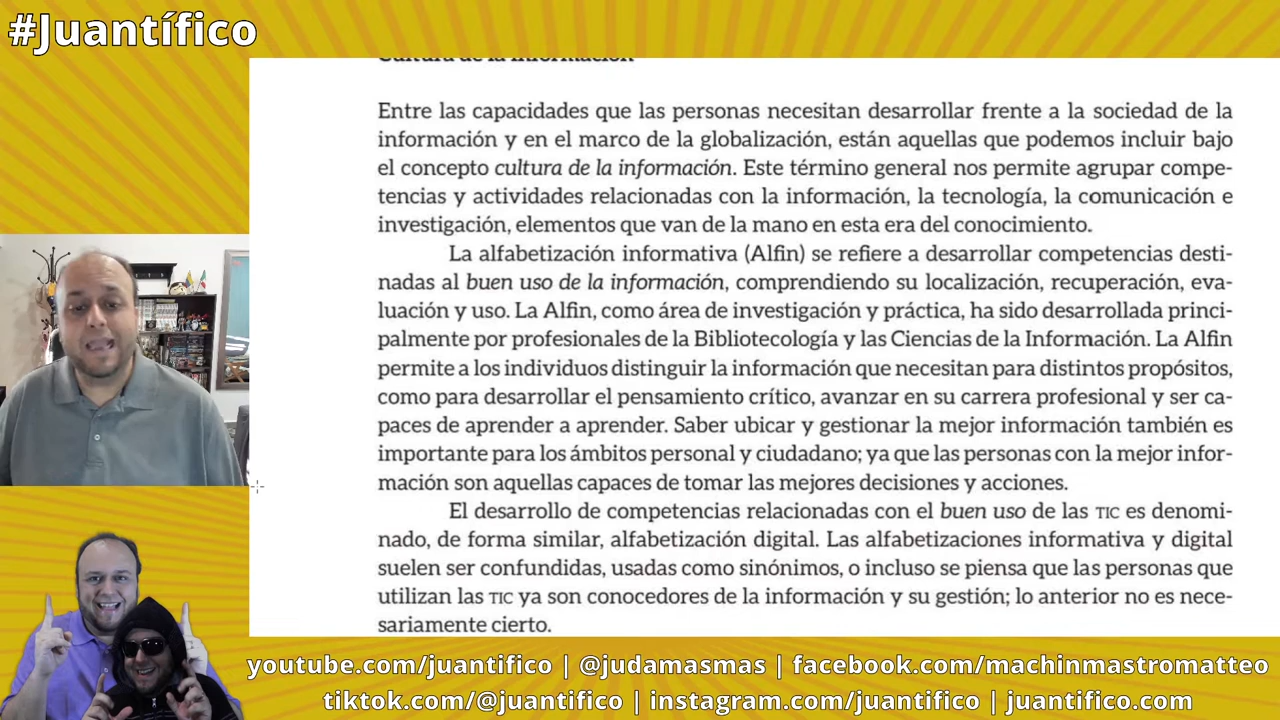 #Juantífico
Cultura de la información
Entre las capacidades que las personas necesitan desarrollar frente a la sociedad de la
información y en el marco de la globalización, están aquellas que podemos incluir bajo
el concepto cultura de la información. Este término general nos permite agrupar compe-
tencias y actividades relacionadas con la información, la tecnología, la comunicación e
investigación, elementos que van de la mano en esta era del conocimiento.
La alfabetización informativa (Alfin) se refiere a desarrollar competencias desti-
nadas al buen uso de la información, comprendiendo su localización, recuperación, eva-
luación y uso. La Alfin, como área de investigación y práctica, ha sido desarrollada princi-
palmente por profesionales de la Bibliotecología y las Ciencias de la Información. La Alfin
permite a los individuos distinguir la información que necesitan para distintos propósitos,
como para desarrollar el pensamiento crítico, avanzar en su carrera profesional y ser ca-
paces de aprender a aprender. Saber ubicar y gestionar la mejor información también es
importante para los ámbitos personal y ciudadano; ya que las personas con la mejor infor-
mación son aquellas capaces de tomar las mejores decisiones y acciones.
El desarrollo de competencias relacionadas con el buen uso de las TIC es denomi-
nado, de forma similar, alfabetización digital. Las alfabetizaciones informativa y digital
suelen ser confundidas, usadas como sinónimos, o incluso se piensa que las personas que
utilizan las TIC ya son conocedores de la información y su gestión; lo anterior no es nece-
sariamente cierto.
youtube.com/juantifico | @judamasmas | facebook.com/machinmastromatteo
tiktok.com/@juantifico | instagram.com/juantifico | juantifico.com